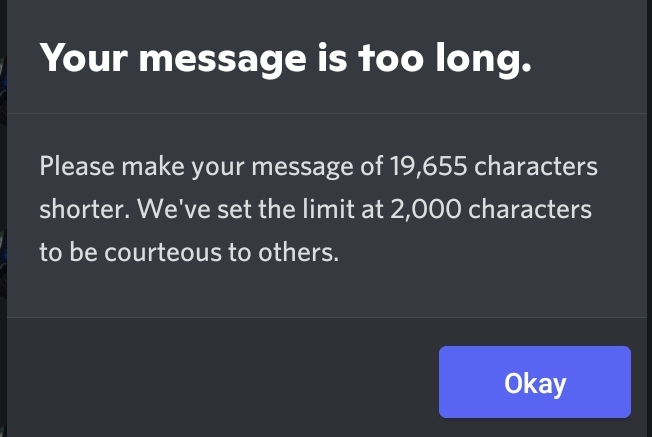 Your message is too long.
Please make your message of 19,655 characters
shorter. We've set the limit at 2,000 characters
to be courteous to others.
Okay